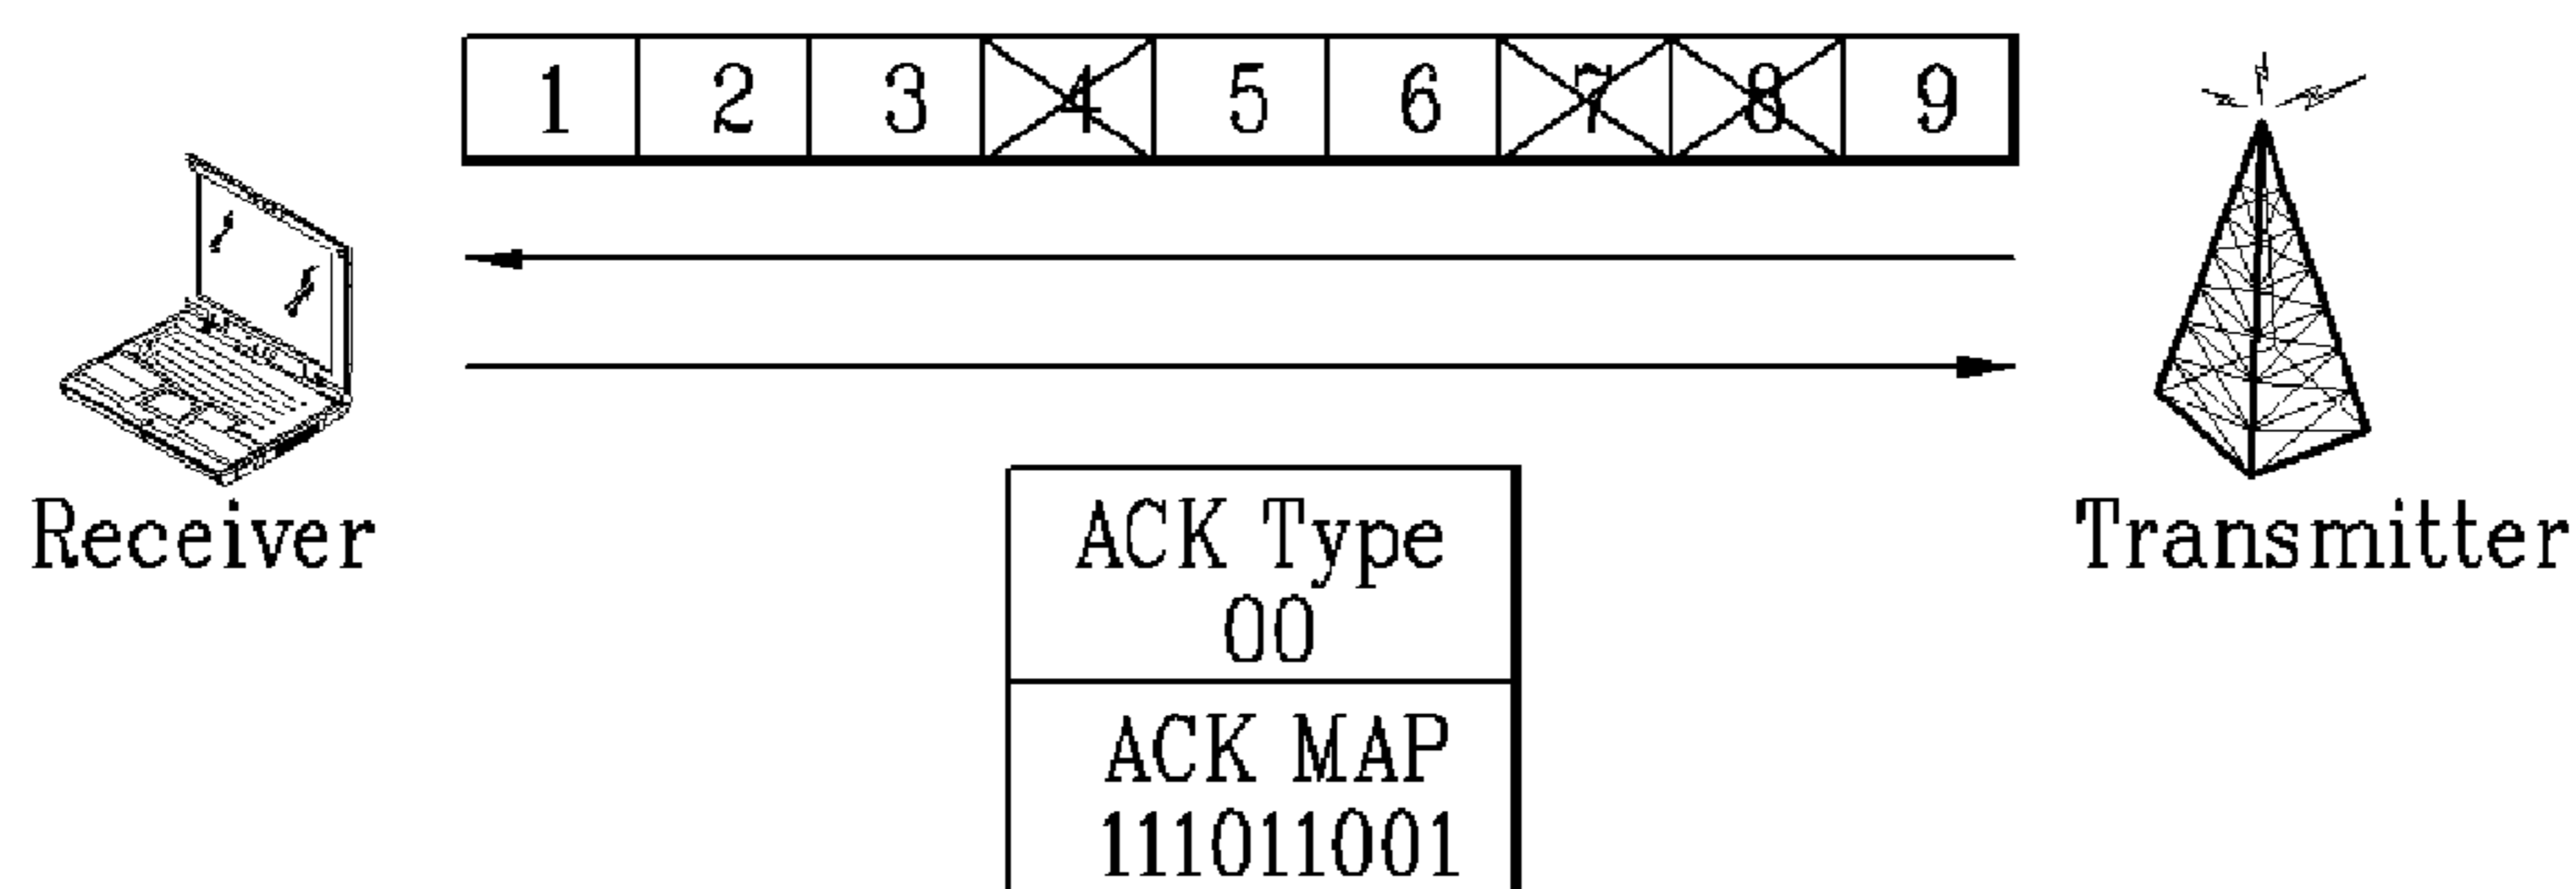 1 2 3 4 5 6 7 8 9
Receiver
Transmitter
ACK Type
00
ACK MAP
111011001